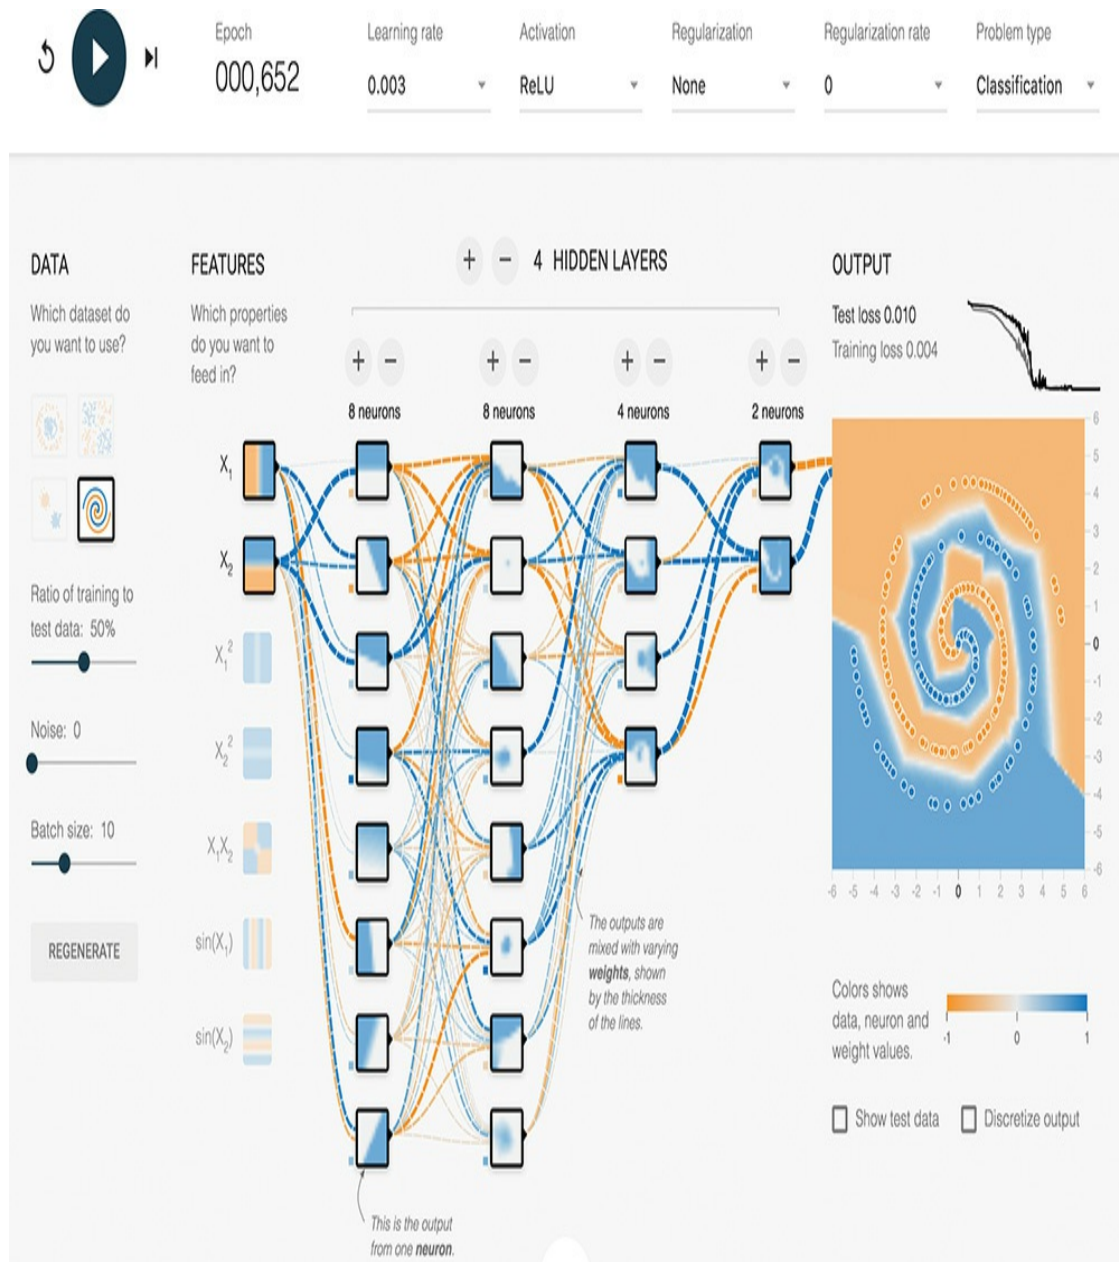 Epoch
000,652
Learning rate
0.003
Activation
ReLU
Regularization
None
Regularization rate
0
Problem type
Classification
DATA
Which dataset do
you want to use?
Ratio of training to
test data: 50%
Noise: 0
Batch size: 10
REGENERATE
FEATURES
Which properties
do you want to
feed in?
X₁
X₂
X₁²
X₂²
X₁X₂
sin(X₁)
sin(X₂)
+ − 4 HIDDEN LAYERS
+ −
8 neurons
+ −
8 neurons
+ −
4 neurons
+ −
2 neurons
The outputs are
mixed with varying
weights, shown
by the thickness
of the lines.
This is the output
from one neuron.
OUTPUT
Test loss 0.010
Training loss 0.004
6
5
4
3
2
1
0
-1
-2
-3
-4
-5
-6
-6 -5 -4 -3 -2 -1 0 1 2 3 4 5 6
Colors shows
data, neuron and
weight values.
-1 0 1
Show test data
Discretize output